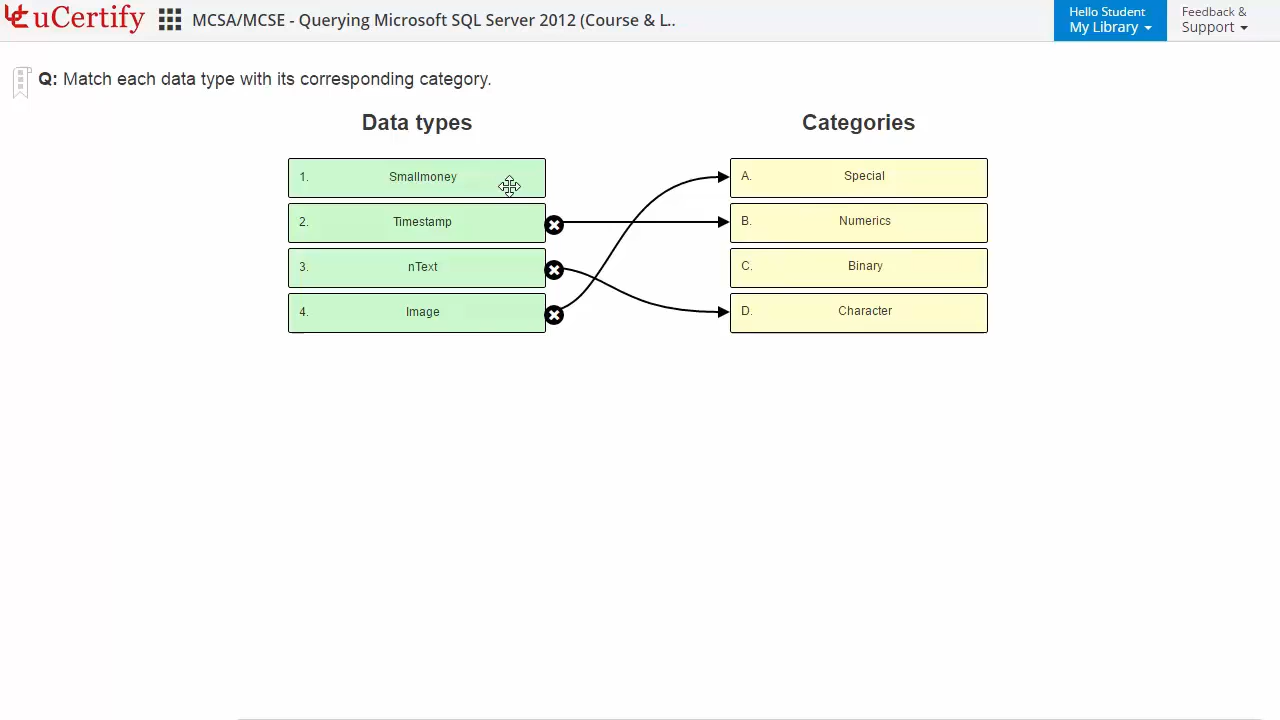 uCertify
MCSA/MCSE - Querying Microsoft SQL Server 2012 (Course & L..
Hello Student
My Library
Feedback &
Support
Q: Match each data type with its corresponding category.
Data types
Categories
1. Smallmoney
A. Special
2. Timestamp
B. Numerics
3. nText
C. Binary
4. Image
D. Character